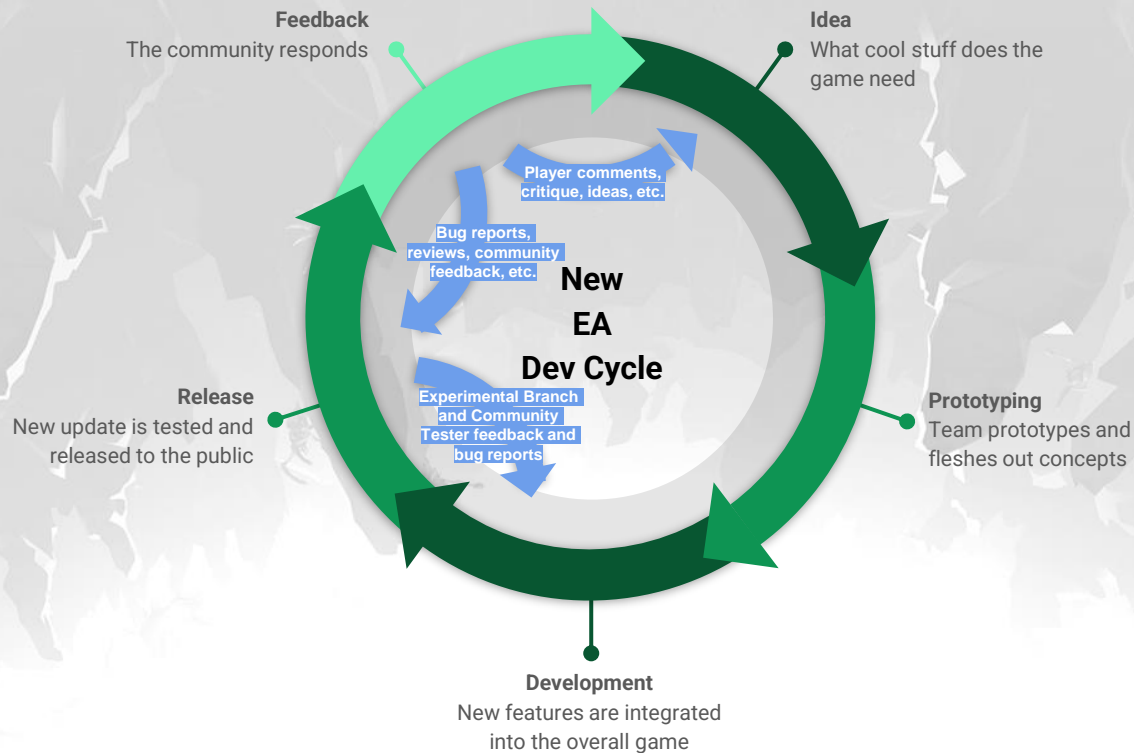 Feedback
The community responds
Idea
What cool stuff does the
game need
Player comments,
critique, ideas, etc.
Bug reports,
reviews, community
feedback, etc.
New
EA
Dev Cycle
Experimental Branch
and Community
Tester feedback and
bug reports
Release
New update is tested and
released to the public
Prototyping
Team prototypes and
fleshes out concepts
Development
New features are integrated
into the overall game